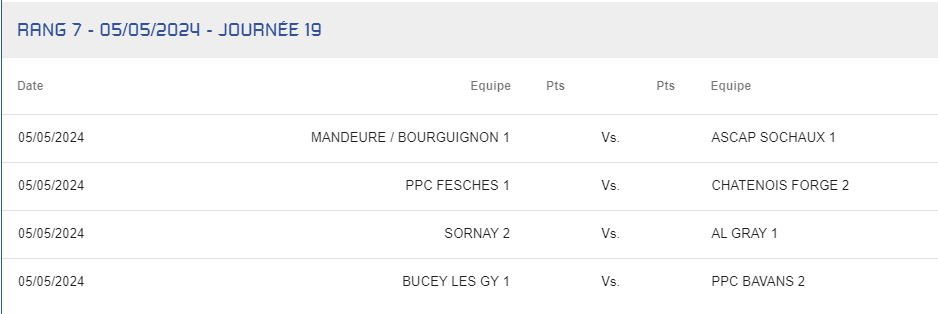 RANG 7 - 05/05/2024 - JOURNÉE 19
Date Equipe Pts Pts Equipe
05/05/2024 MANDEURE / BOURGUIGNON 1 Vs. ASCAP SOCHAUX 1
05/05/2024 PPC FESCHES 1 Vs. CHATENOIS FORGE 2
05/05/2024 SORNAY 2 Vs. AL GRAY 1
05/05/2024 BUCEY LES GY 1 Vs. PPC BAVANS 2